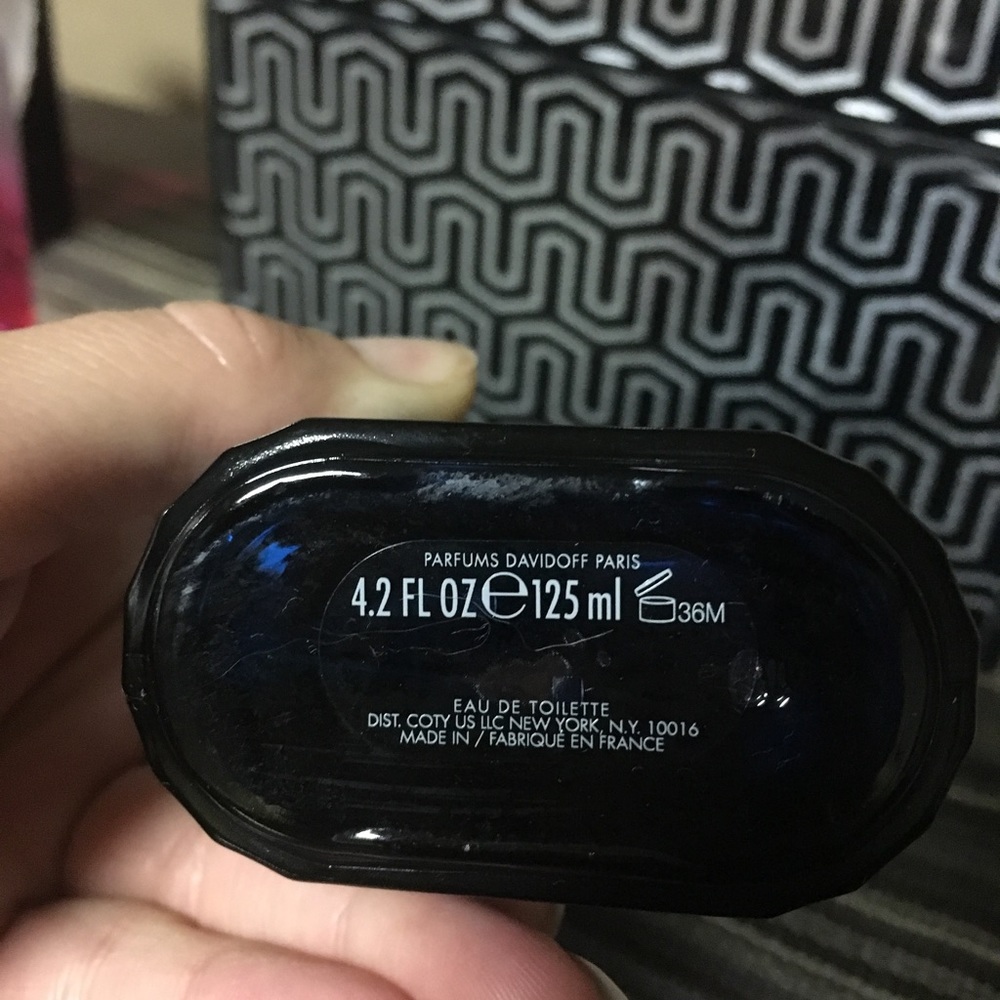 PARFUMS DAVIDOFF PARIS
4.2 FL OZ e 125 ml 36M
EAU DE TOILETTE
DIST. COTY US LLC NEW YORK, N.Y. 10016
MADE IN / FABRIQUÉ EN FRANCE